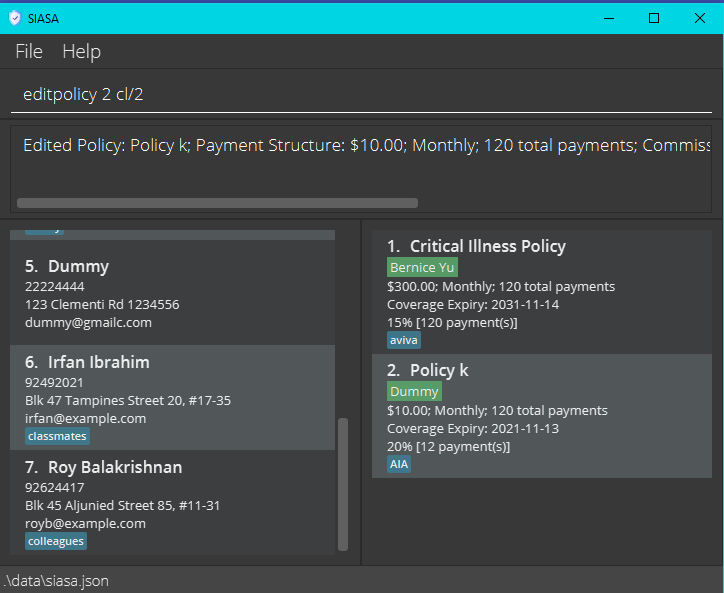 SIASA
File Help
editpolicy 2 cl/2
Edited Policy: Policy k; Payment Structure: $10.00; Monthly; 120 total payments; Commiss
5. Dummy
22224444
123 Clementi Rd 1234556
dummy@gmailc.com
6. Irfan Ibrahim
92492021
Blk 47 Tampines Street 20, #17-35
irfan@example.com
classmates
7. Roy Balakrishnan
92624417
Blk 45 Aljunied Street 85, #11-31
royb@example.com
colleagues
1. Critical Illness Policy
Bernice Yu
$300.00; Monthly; 120 total payments
Coverage Expiry: 2031-11-14
15% [120 payment(s)]
aviva
2. Policy k
Dummy
$10.00; Monthly; 120 total payments
Coverage Expiry: 2021-11-13
20% [12 payment(s)]
AIA
.\data\siasa.json